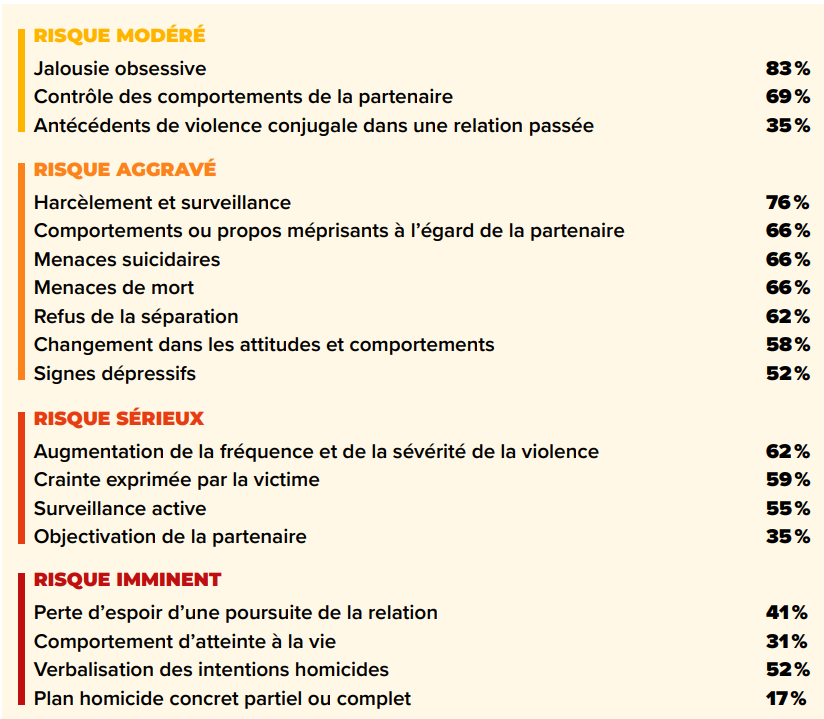 RISQUE MODÉRÉ
Jalousie obsessive 83 %
Contrôle des comportements de la partenaire 69 %
Antécédents de violence conjugale dans une relation passée 35 %
RISQUE AGGRAVÉ
Harcèlement et surveillance 76 %
Comportements ou propos méprisants à l’égard de la partenaire 66 %
Menaces suicidaires 66 %
Menaces de mort 66 %
Refus de la séparation 62 %
Changement dans les attitudes et comportements 58 %
Signes dépressifs 52 %
RISQUE SÉRIEUX
Augmentation de la fréquence et de la sévérité de la violence 62 %
Crainte exprimée par la victime 59 %
Surveillance active 55 %
Objectivation de la partenaire 35 %
RISQUE IMMINENT
Perte d’espoir d’une poursuite de la relation 41 %
Comportement d’atteinte à la vie 31 %
Verbalisation des intentions homicides 52 %
Plan homicide concret partiel ou complet 17 %